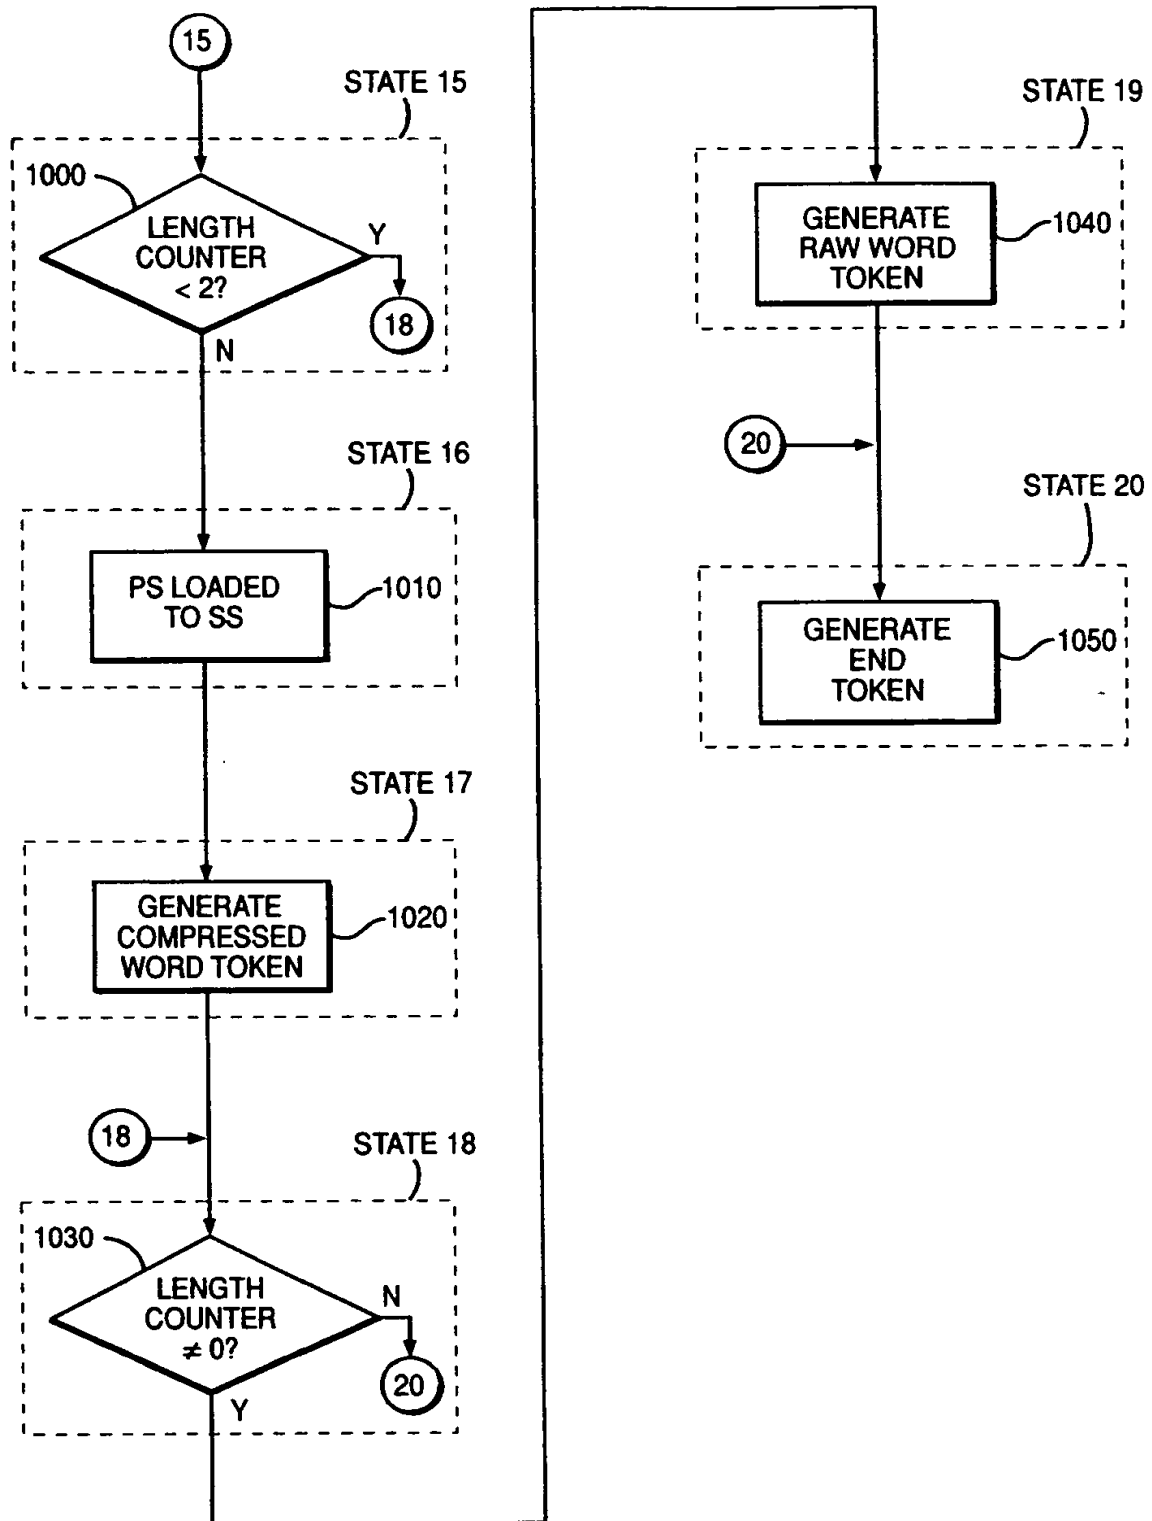 15
STATE 15
1000
LENGTH
COUNTER
< 2?
Y
18
N
STATE 16
PS LOADED
TO SS
1010
STATE 17
GENERATE
COMPRESSED
WORD TOKEN
1020
18
STATE 18
1030
LENGTH
COUNTER
≠ 0?
N
20
Y
STATE 19
GENERATE
RAW WORD
TOKEN
1040
20
STATE 20
GENERATE
END
TOKEN
1050